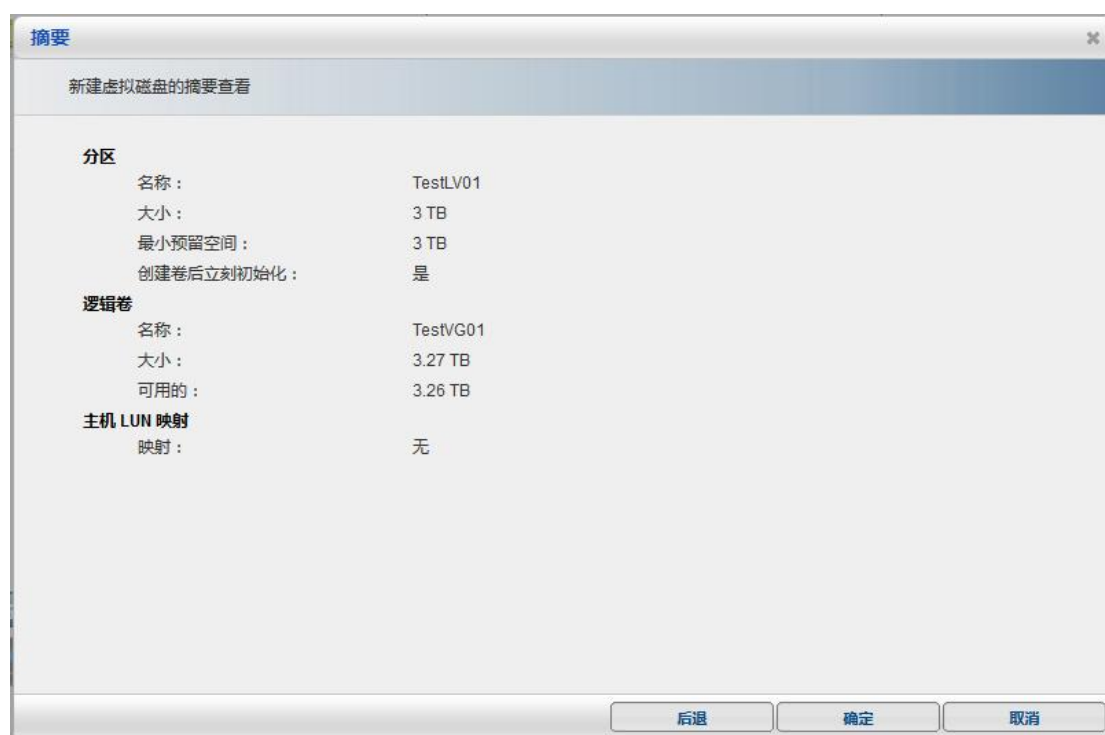 摘要
新建虚拟磁盘的摘要查看
分区
名称： TestLV01
大小： 3 TB
最小预留空间： 3 TB
创建卷后立刻初始化： 是
逻辑卷
名称： TestVG01
大小： 3.27 TB
可用的： 3.26 TB
主机 LUN 映射
映射： 无
后退 确定 取消